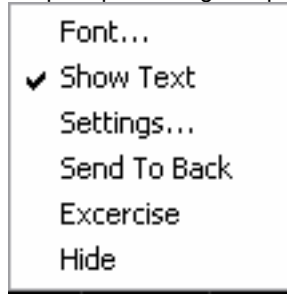 Font...
Show Text
Settings...
Send To Back
Excercise
Hide